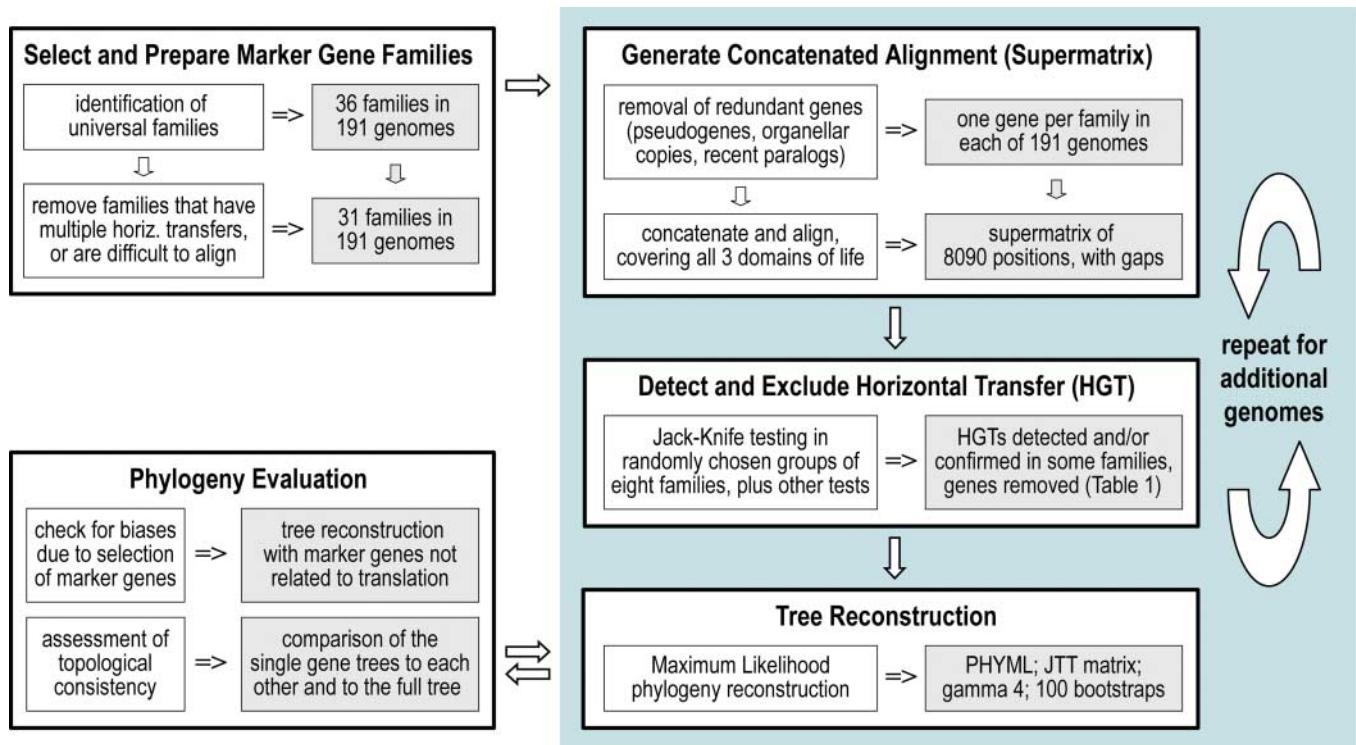 Select and Prepare Marker Gene Families
identification of
universal families
=>
36 families in
191 genomes
remove families that have
multiple horiz. transfers,
or are difficult to align
=>
31 families in
191 genomes
Generate Concatenated Alignment (Supermatrix)
removal of redundant genes
(pseudogenes, organellar
copies, recent paralogs)
=>
one gene per family in
each of 191 genomes
concatenate and align,
covering all 3 domains of life
=>
supermatrix of
8090 positions, with gaps
Detect and Exclude Horizontal Transfer (HGT)
Jack-Knife testing in
randomly chosen groups of
eight families, plus other tests
=>
HGTs detected and/or
confirmed in some families,
genes removed (Table 1)
repeat for
additional
genomes
Tree Reconstruction
Maximum Likelihood
phylogeny reconstruction
=>
PHYML; JTT matrix;
gamma 4; 100 bootstraps
Phylogeny Evaluation
check for biases
due to selection
of marker genes
=>
tree reconstruction
with marker genes not
related to translation
assessment of
topological
consistency
=>
comparison of the
single gene trees to each
other and to the full tree